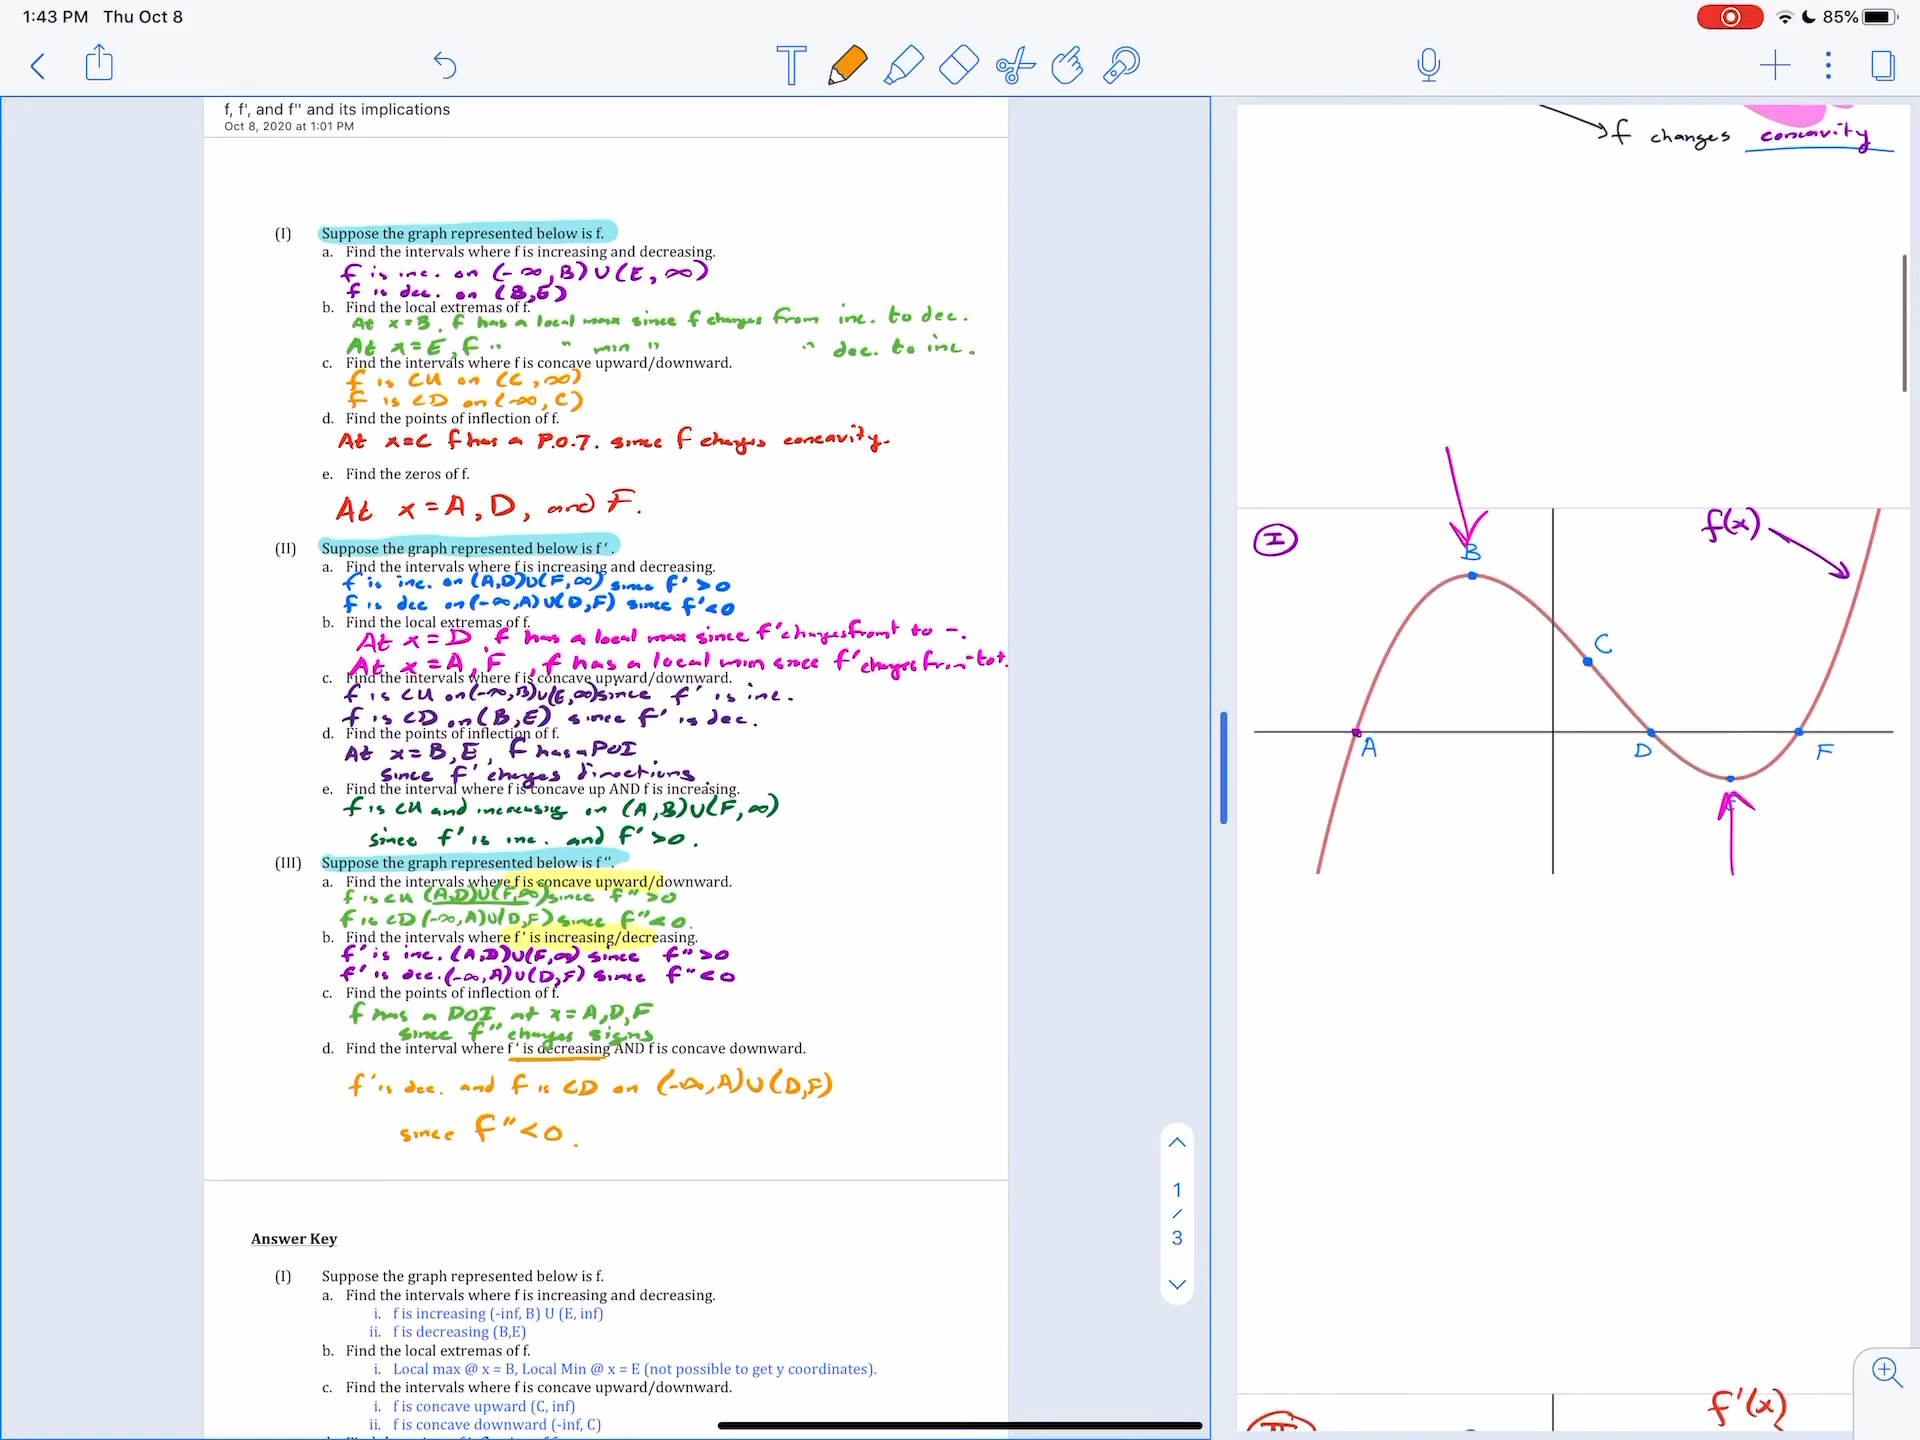 1:43 PM Thu Oct 8
85%
f, f', and f'' and its implications
Oct 8, 2020 at 1:01 PM
(I) Suppose the graph represented below is f.
a. Find the intervals where f is increasing and decreasing.
f is inc. on (-∞, B) U (E, ∞)
f is dec. on (B,E)
b. Find the local extremas of f.
At x=B, f has a local max since f changes from inc. to dec.
At x=E, f " " min " " dec. to inc.
c. Find the intervals where f is concave upward/downward.
f is CU on (C, ∞)
f is CD on (-∞, C)
d. Find the points of inflection of f.
At x=C f has a P.O.I. since f changes concavity.
e. Find the zeros of f.
At x=A, D, and F.
(II) Suppose the graph represented below is f '.
a. Find the intervals where f is increasing and decreasing.
f is inc. on (A,D)U(F,∞) since f'>0
f is dec on (-∞,A)U(D,F) since f'<0
b. Find the local extremas of f.
At x=D, f has a local max since f' changes from + to -.
At x=A, F, f has a local min since f' changes from - to +.
c. Find the intervals where f is concave upward/downward.
f is CU on (-∞,B)U(E,∞) since f' is inc.
f is CD on (B,E) since f' is dec.
d. Find the points of inflection of f.
At x=B,E, f has a POI
since f' changes directions.
e. Find the interval where f is concave up AND f is increasing.
f is CU and increasing on (A,B)U(F,∞)
since f' is inc. and f'>0.
(III) Suppose the graph represented below is f ''.
a. Find the intervals where f is concave upward/downward.
f is CU (A,D)U(F,∞) since f''>0
f is CD (-∞,A)U(D,F) since f''<0.
b. Find the intervals where f ' is increasing/decreasing.
f' is inc. (A,D)U(F,∞) since f''>0
f' is dec. (-∞,A)U(D,F) since f''<0
c. Find the points of inflection of f.
f has a POI at x=A,D,F
since f'' changes signs
d. Find the interval where f ' is decreasing AND f is concave downward.
f' is dec. and f is CD on (-∞,A)U(D,F)
since f''<0.
Answer Key
(I) Suppose the graph represented below is f.
a. Find the intervals where f is increasing and decreasing.
i. f is increasing (-inf, B) U (E, inf)
ii. f is decreasing (B,E)
b. Find the local extremas of f.
i. Local max @ x = B, Local Min @ x = E (not possible to get y coordinates).
c. Find the intervals where f is concave upward/downward.
i. f is concave upward (C, inf)
ii. f is concave downward (-inf, C)
1
/
3
f changes concavity
I
f(x)
B
C
A
D
F
f'(x)
II